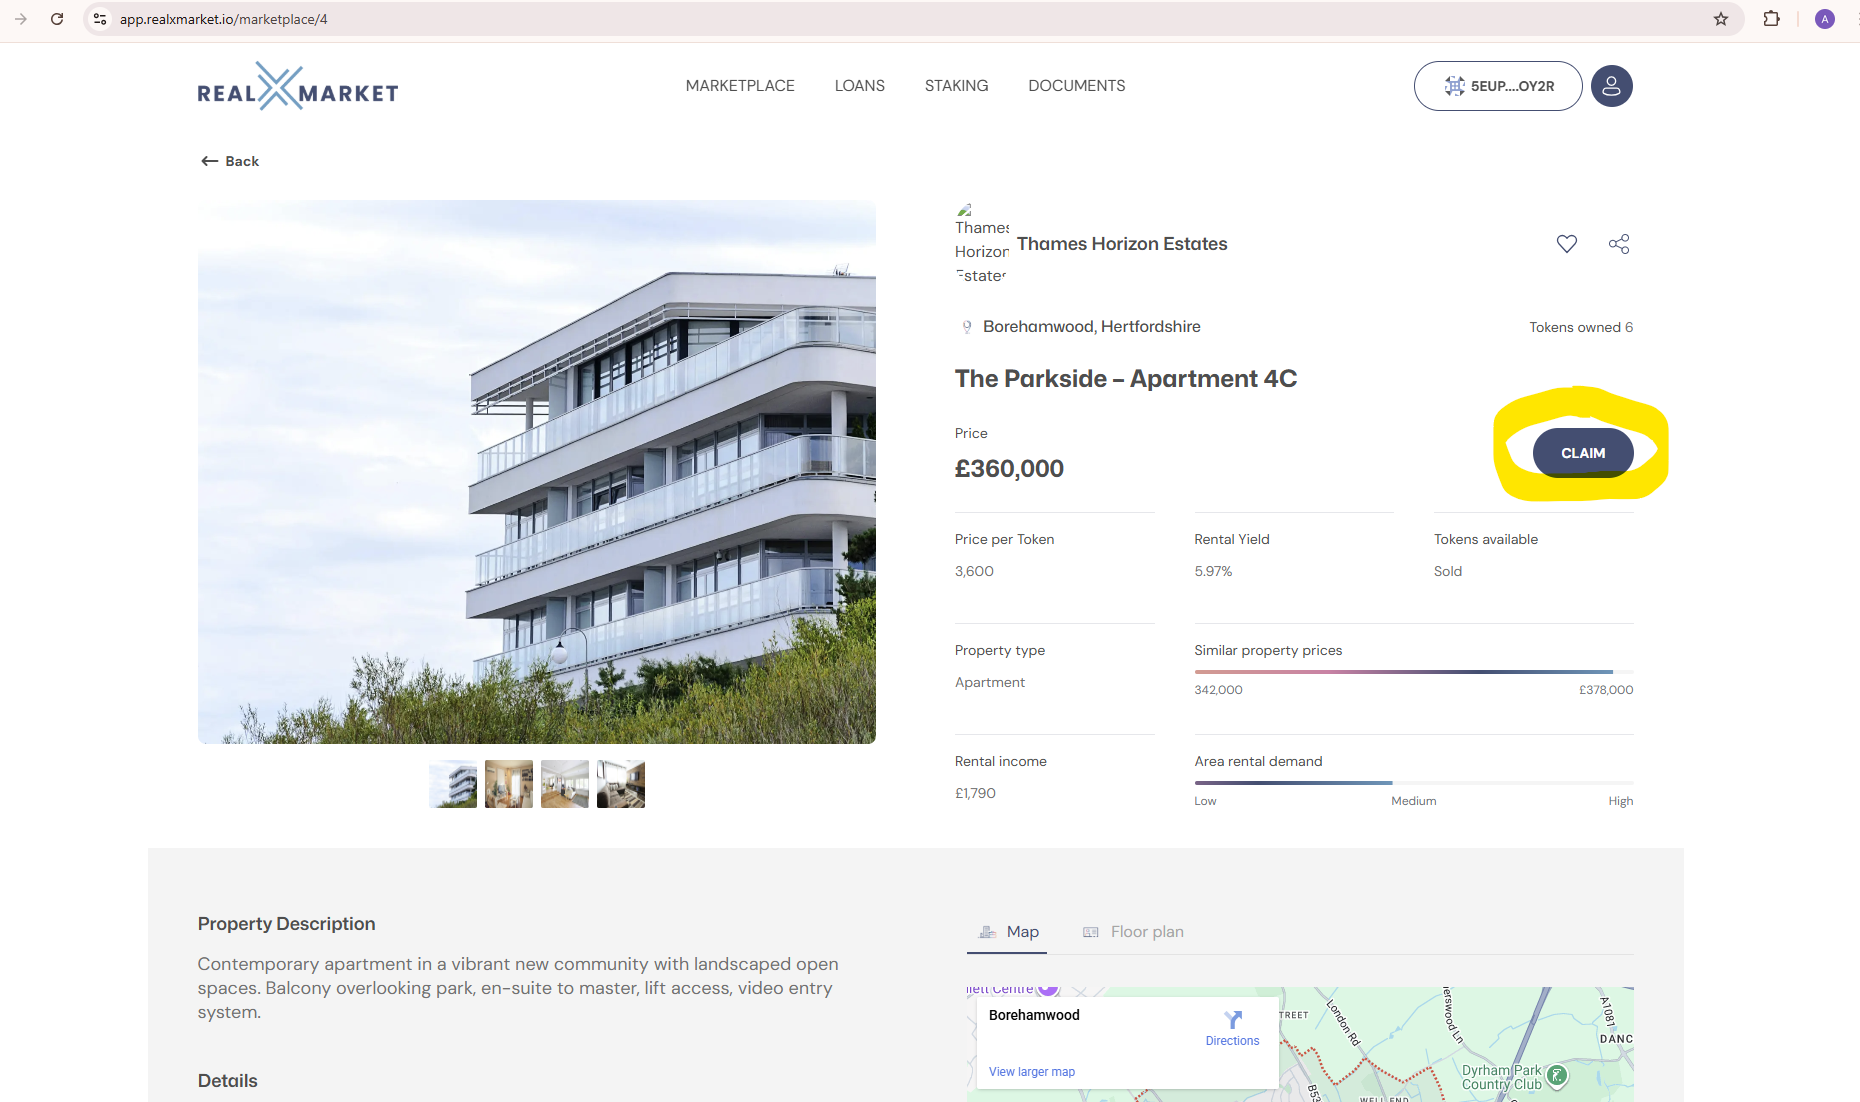 app.realxmarket.io/marketplace/4
A
REAL MARKET
MARKETPLACE LOANS STAKING DOCUMENTS
5EUP....OY2R
Back
Thames
Horizon
Estates
Thames Horizon Estates
Borehamwood, Hertfordshire
Tokens owned 6
The Parkside – Apartment 4C
Price
£360,000
CLAIM
Price per Token
3,600
Rental Yield
5.97%
Tokens available
Sold
Property type
Apartment
Similar property prices
342,000 £378,000
Rental income
£1,790
Area rental demand
Low Medium High
Property Description
Contemporary apartment in a vibrant new community with landscaped open
spaces. Balcony overlooking park, en-suite to master, lift access, video entry
system.
Details
Map Floor plan
lett Centre
Borehamwood
Directions
View larger map
TREET
London Rd
erswood Ln
A1081
DANC
Dyrham Park
Country Club
B53
WELL END